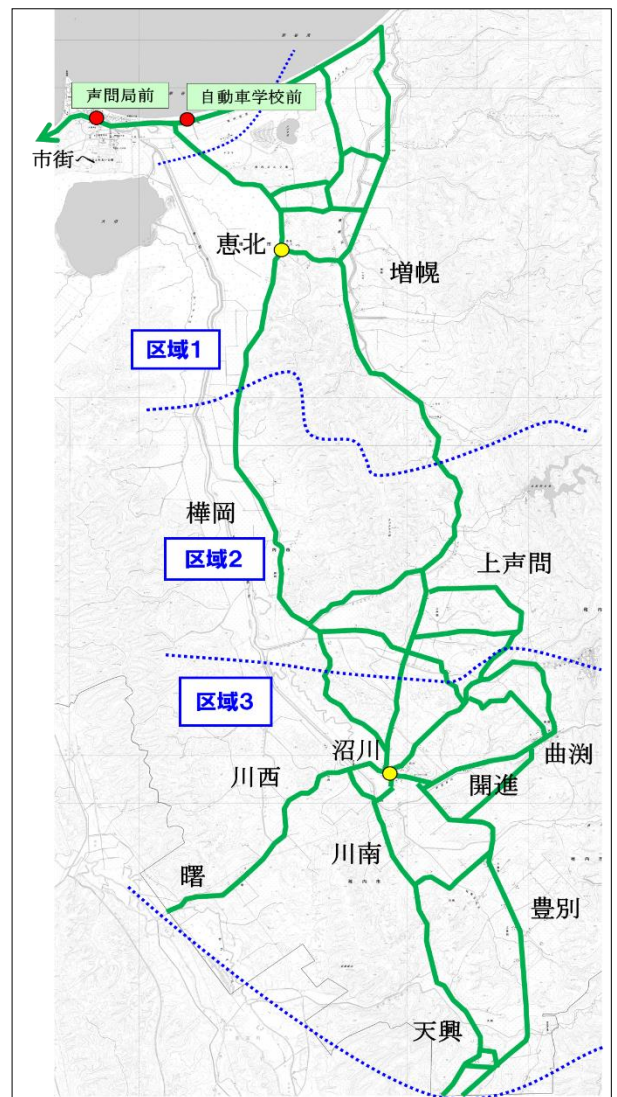 声問局前
自動車学校前
市街へ
恵北
増幌
区域1
樺岡
区域2
上声問
区域3
沼川
曲渕
川西
開進
川南
曙
豊別
天興